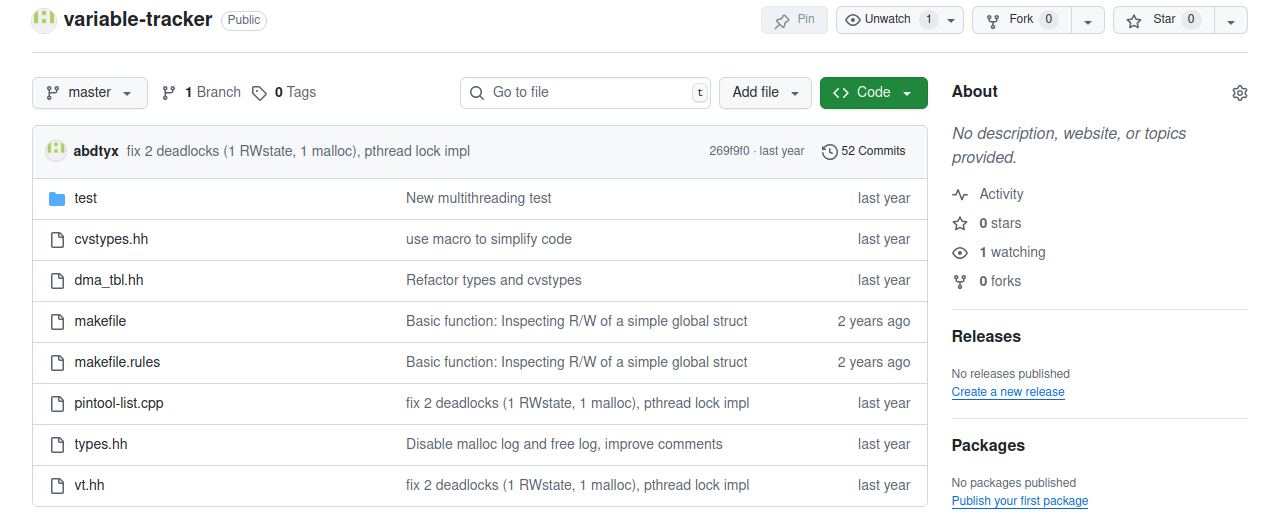 variable-tracker Public Pin Unwatch 1 Fork 0 Star 0
master 1 Branch 0 Tags Go to file t Add file Code
abdtyx fix 2 deadlocks (1 RWstate, 1 malloc), pthread lock impl 269f9f0 · last year 52 Commits
test New multithreading test last year
cvstypes.hh use macro to simplify code last year
dma_tbl.hh Refactor types and cvstypes last year
makefile Basic function: Inspecting R/W of a simple global struct 2 years ago
makefile.rules Basic function: Inspecting R/W of a simple global struct 2 years ago
pintool-list.cpp fix 2 deadlocks (1 RWstate, 1 malloc), pthread lock impl last year
types.hh Disable malloc log and free log, improve comments last year
vt.hh fix 2 deadlocks (1 RWstate, 1 malloc), pthread lock impl last year
About
No description, website, or topics
provided.
Activity
0 stars
1 watching
0 forks
Releases
No releases published
Create a new release
Packages
No packages published
Publish your first package